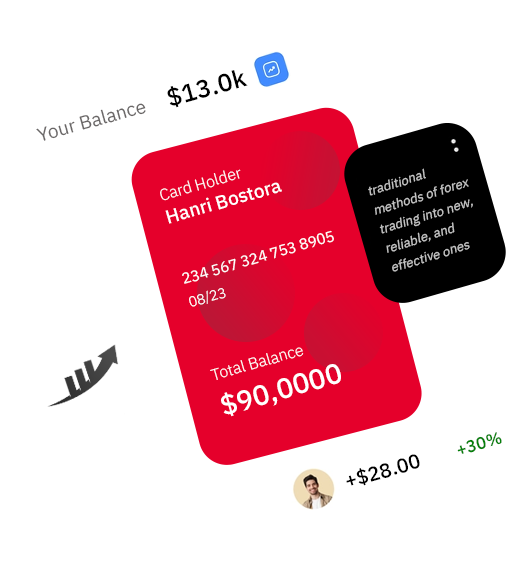 Your Balance $13.0k
Card Holder
Hanri Bostora
234 567 324 753 8905
08/23
Total Balance
$90,0000
traditional
methods of forex
trading into new,
reliable, and
effective ones
+$28.00
+30%